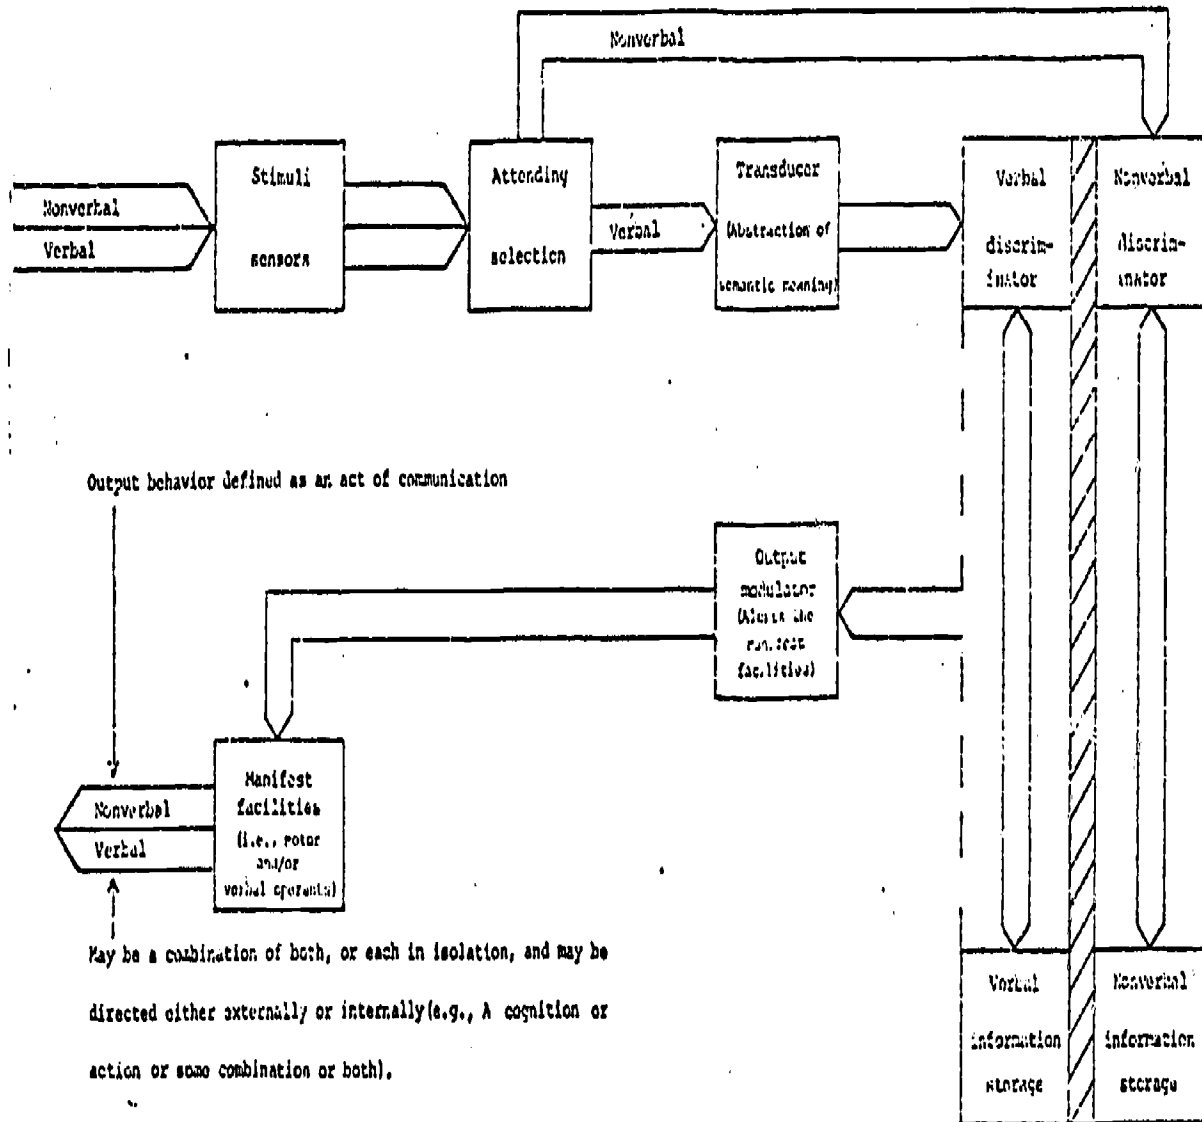 Nonverbal
Nonverbal
Verbal
Stimuli
sensors
Attending
selection
Verbal
Transducer
(Abstraction of
semantic meaning)
Verbal
discrim-
inator
Nonverbal
discrim-
inator
Output behavior defined as an act of communication
Output
modulator
(Alerts the
manifest
facilities)
Manifest
facilities
(i.e., motor
and/or
verbal operants)
Nonverbal
Verbal
May be a combination of both, or each in isolation, and may be
directed either externally or internally(e.g., A cognition or
action or some combination or both).
Verbal
information
storage
Nonverbal
information
storage